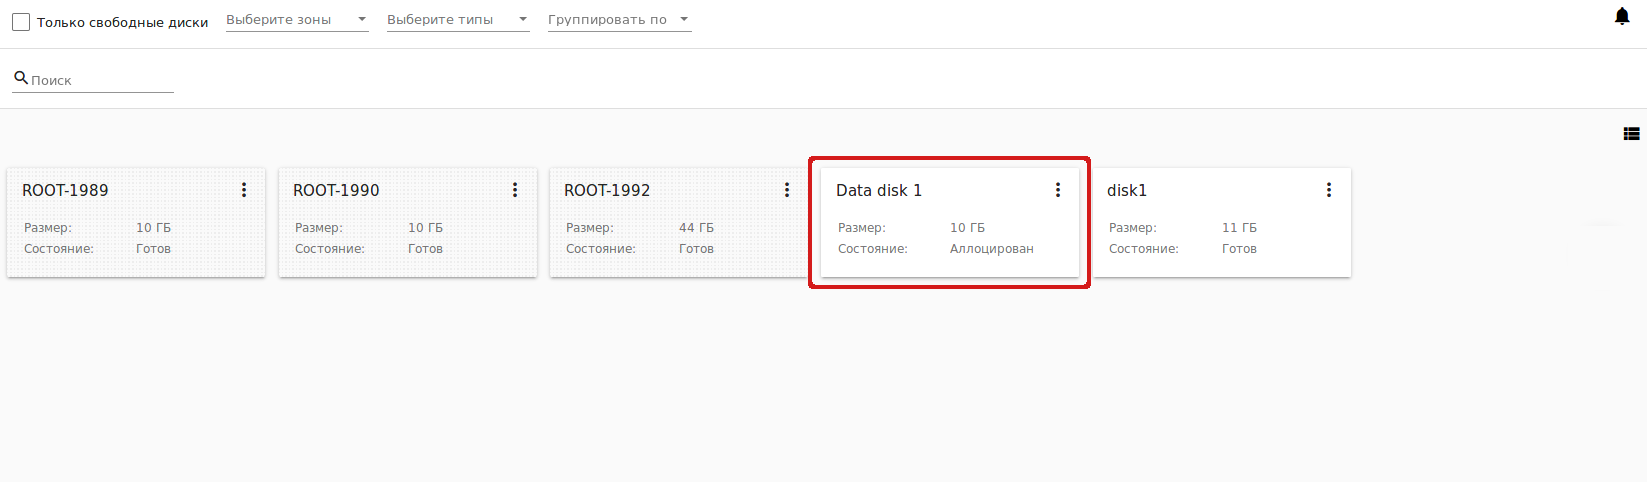 Только свободные диски Выберите зоны Выберите типы Группировать по
Поиск
ROOT-1989
Размер: 10 ГБ
Состояние: Готов
ROOT-1990
Размер: 10 ГБ
Состояние: Готов
ROOT-1992
Размер: 44 ГБ
Состояние: Готов
Data disk 1
Размер: 10 ГБ
Состояние: Аллоцирован
disk1
Размер: 11 ГБ
Состояние: Готов